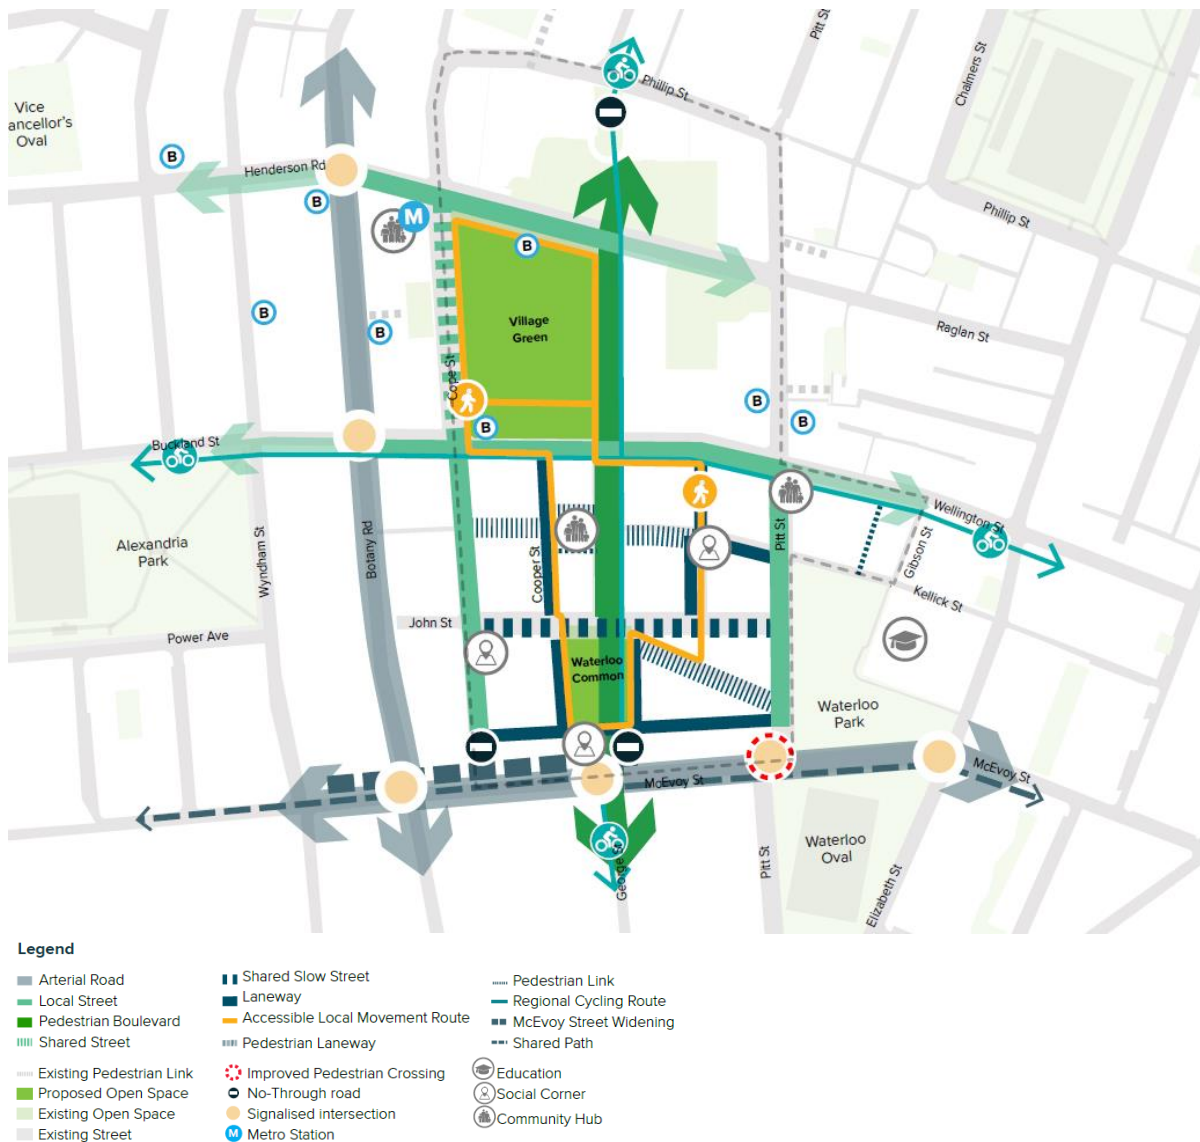 Pitt St
Chalmers St
Phillip St
Vice
ancellor's
Oval
B
Henderson Rd
B
M
Phillip St
B
B
B
Village
Green
Raglan St
Cope St
B
B
B
Buckland St
Wellington St
Alexandria
Park
Wyndham St
Botany Rd
Cooper St
Pitt St
Gibson St
Kellick St
John St
Power Ave
Waterloo
Common
Waterloo
Park
McEvoy St
McEvoy St
Waterloo
Oval
Pitt St
George St
Elizabeth St
Legend
Arterial Road
Local Street
Pedestrian Boulevard
Shared Street
Existing Pedestrian Link
Proposed Open Space
Existing Open Space
Existing Street
Shared Slow Street
Laneway
Accessible Local Movement Route
Pedestrian Laneway
Improved Pedestrian Crossing
No-Through road
Signalised intersection
M Metro Station
Pedestrian Link
Regional Cycling Route
McEvoy Street Widening
Shared Path
Education
Social Corner
Community Hub